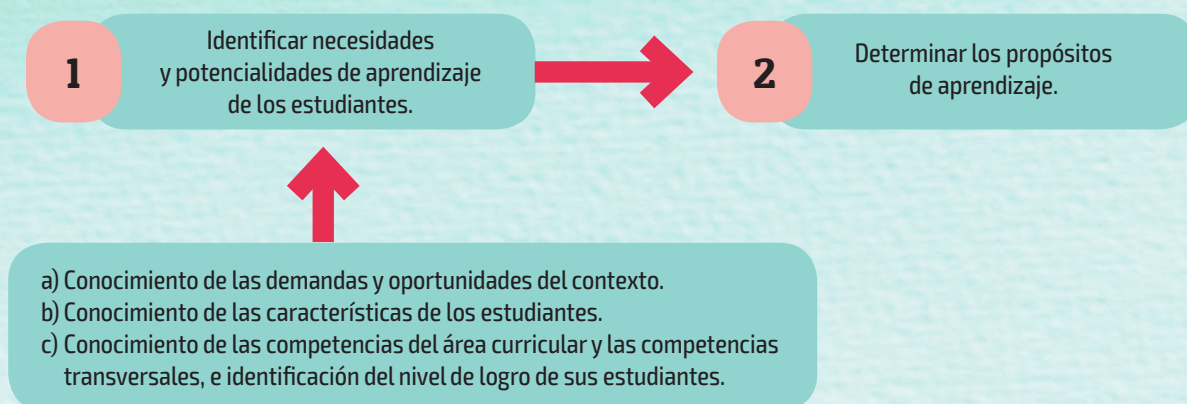 1
Identificar necesidades
y potencialidades de aprendizaje
de los estudiantes.
2
Determinar los propósitos
de aprendizaje.
a) Conocimiento de las demandas y oportunidades del contexto.
b) Conocimiento de las características de los estudiantes.
c) Conocimiento de las competencias del área curricular y las competencias
transversales, e identificación del nivel de logro de sus estudiantes.